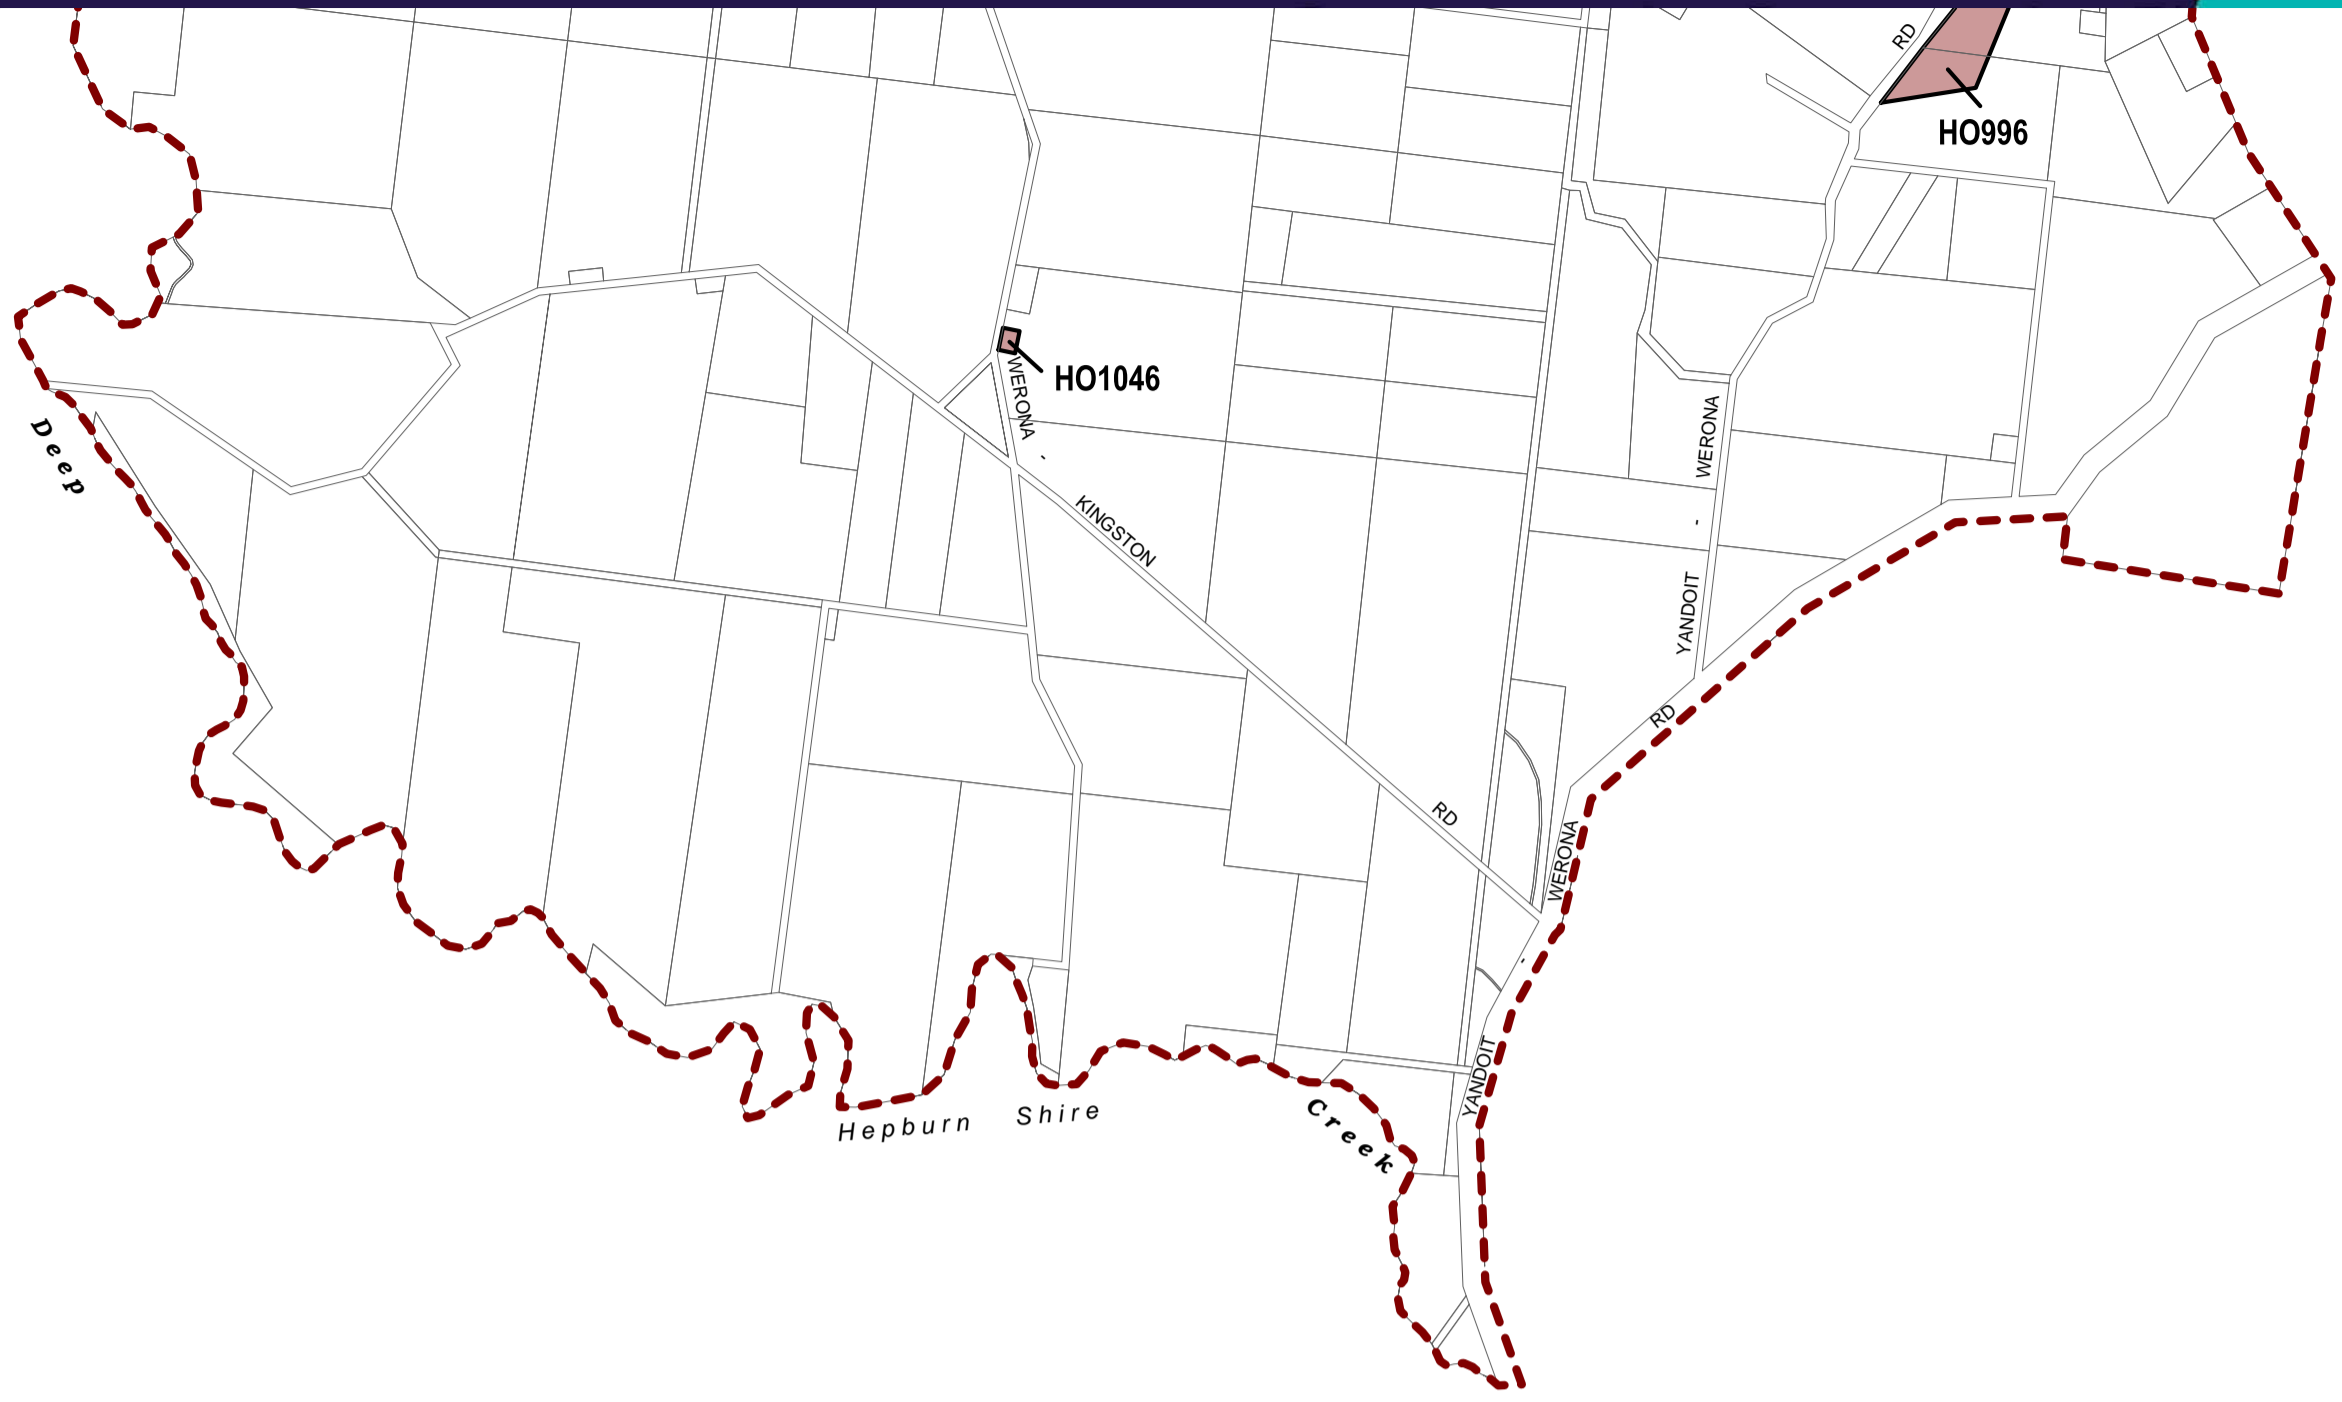 RD
HO996
HO1046
WERONA - KINGSTON RD
Deep
YANDOIT - WERONA RD
YANDOIT - WERONA
Hepburn Shire
Creek